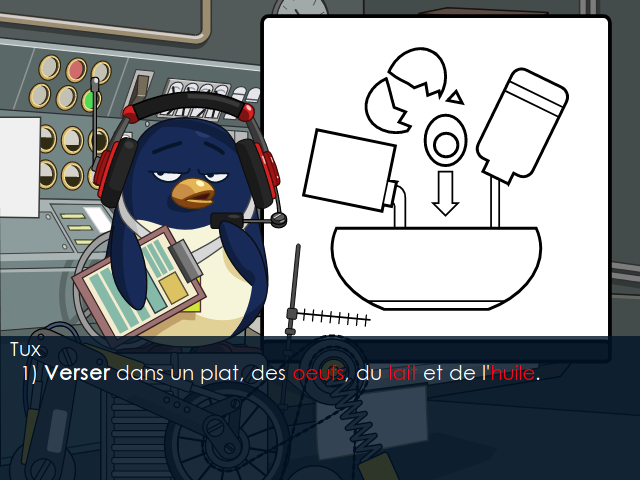 Tux
1) Verser dans un plat, des oeufs, du lait et de l'huile.